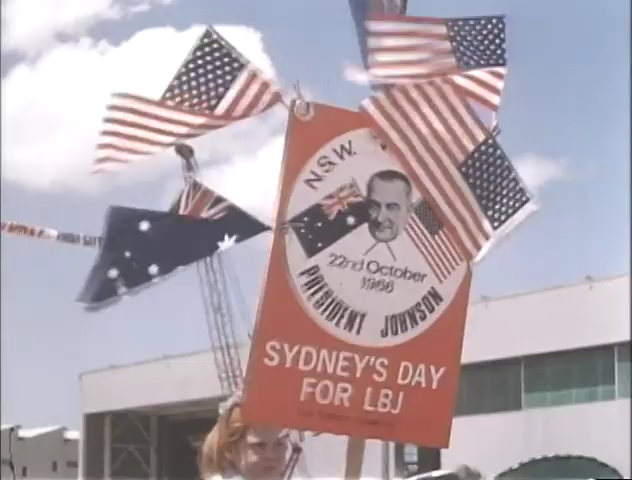 N.S.W.
22nd October
1966
PRESIDENT JOHNSON
SYDNEY'S DAY
FOR LBJ